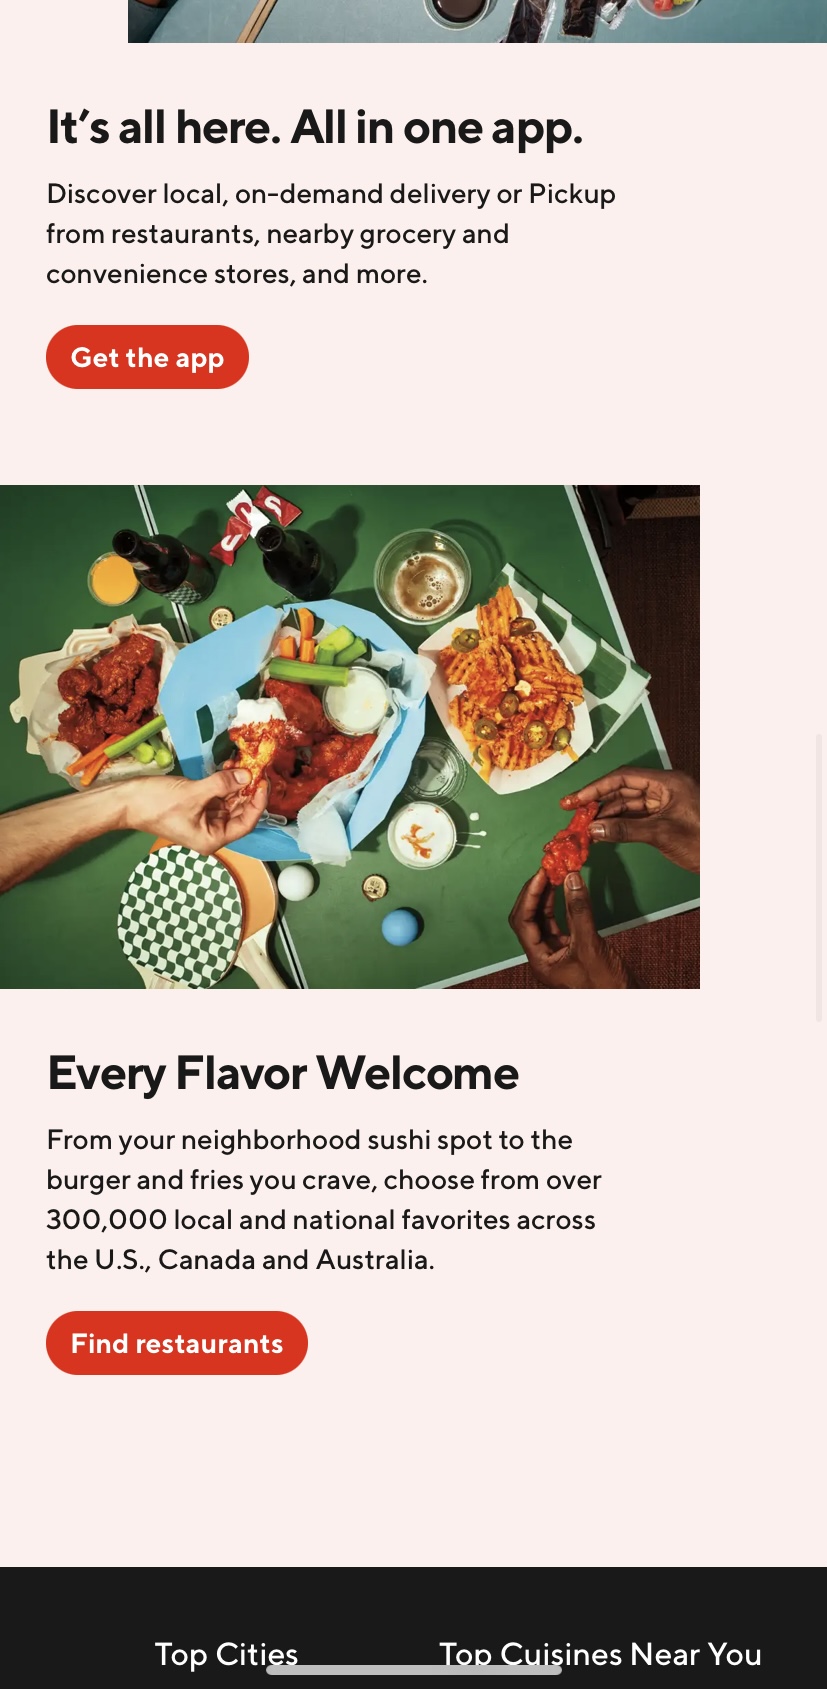 It’s all here. All in one app.
Discover local, on-demand delivery or Pickup
from restaurants, nearby grocery and
convenience stores, and more.
Get the app
Every Flavor Welcome
From your neighborhood sushi spot to the
burger and fries you crave, choose from over
300,000 local and national favorites across
the U.S., Canada and Australia.
Find restaurants
Top Cities
Top Cuisines Near You